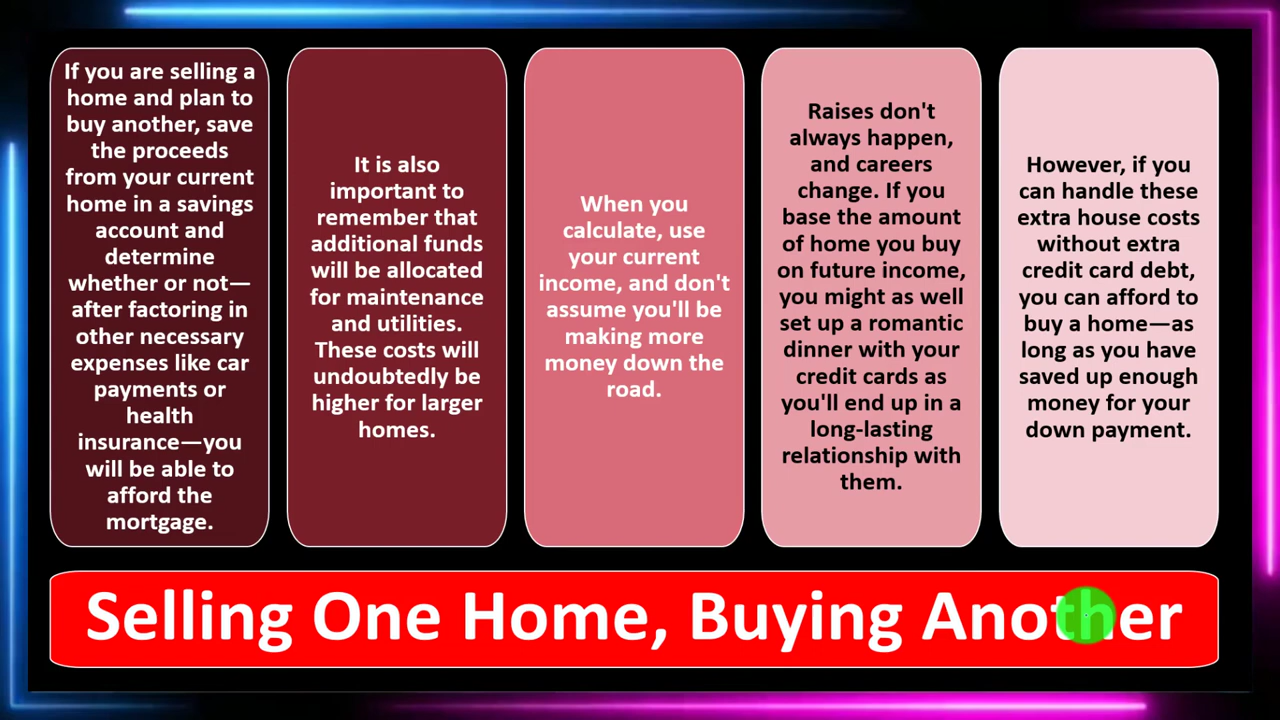 If you are selling a
home and plan to
buy another, save
the proceeds
from your current
home in a savings
account and
determine
whether or not—
after factoring in
other necessary
expenses like car
payments or
health
insurance—you
will be able to
afford the
mortgage.
It is also
important to
remember that
additional funds
will be allocated
for maintenance
and utilities.
These costs will
undoubtedly be
higher for larger
homes.
When you
calculate, use
your current
income, and don't
assume you'll be
making more
money down the
road.
Raises don't
always happen,
and careers
change. If you
base the amount
of home you buy
on future income,
you might as well
set up a romantic
dinner with your
credit cards as
you'll end up in a
long-lasting
relationship with
them.
However, if you
can handle these
extra house costs
without extra
credit card debt,
you can afford to
buy a home—as
long as you have
saved up enough
money for your
down payment.
Selling One Home, Buying Another